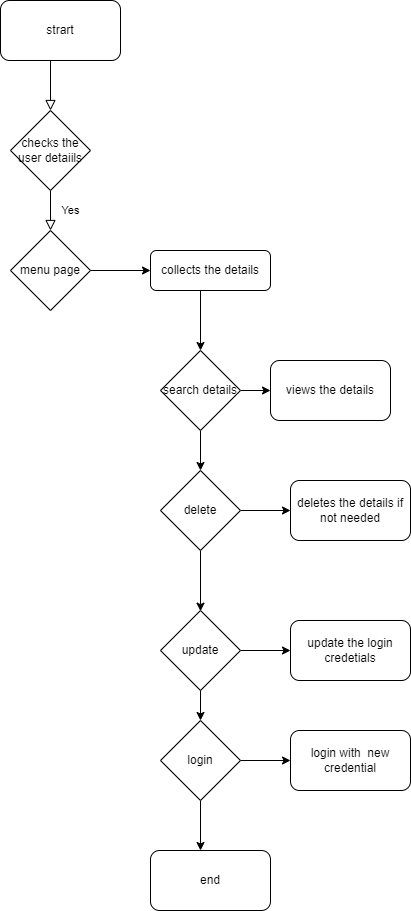 strart
checks the
user detaiils
Yes
menu page
collects the details
search details
views the details
delete
deletes the details if
not needed
update
update the login
credetials
login
login with  new
credential
end